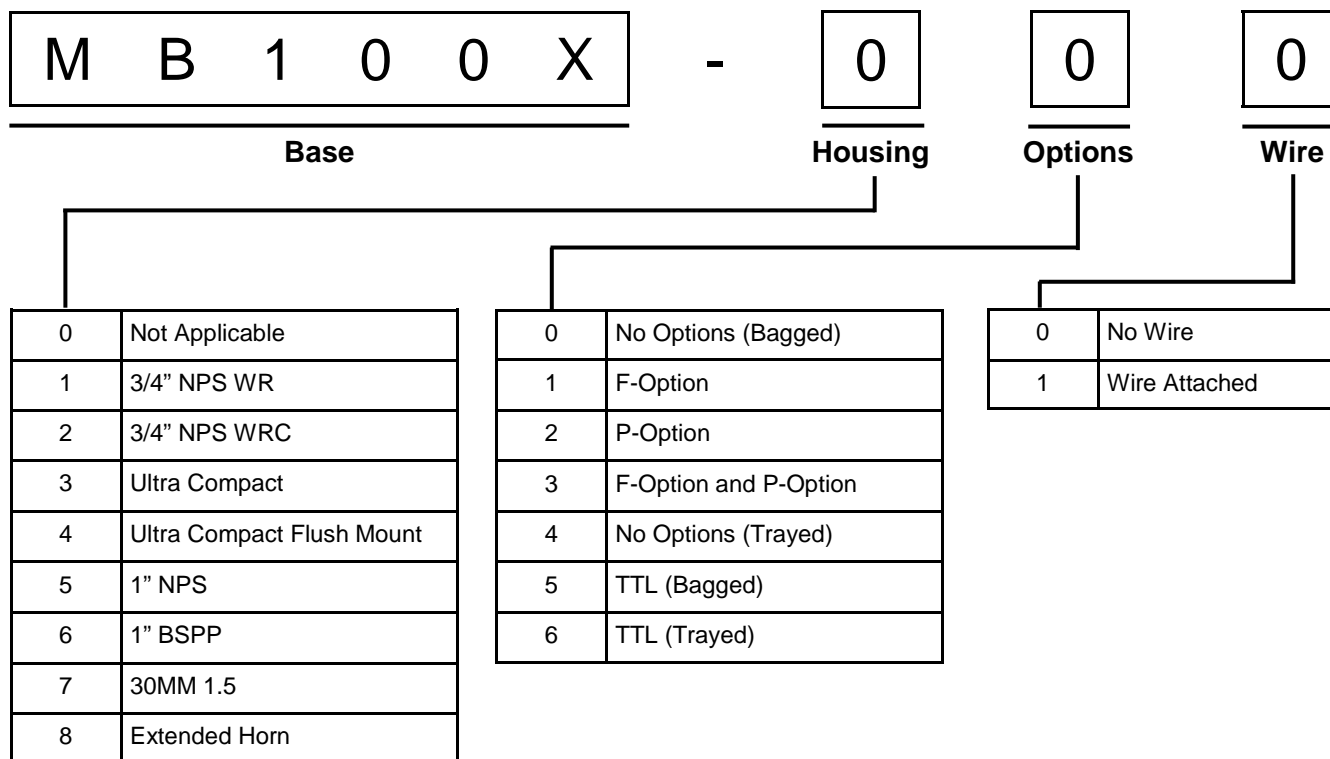 M B 1 0 0 X - 0 0 0
Base Housing Options Wire
0 Not Applicable
1 3/4” NPS WR
2 3/4” NPS WRC
3 Ultra Compact
4 Ultra Compact Flush Mount
5 1” NPS
6 1” BSPP
7 30MM 1.5
8 Extended Horn
0 No Options (Bagged)
1 F-Option
2 P-Option
3 F-Option and P-Option
4 No Options (Trayed)
5 TTL (Bagged)
6 TTL (Trayed)
0 No Wire
1 Wire Attached